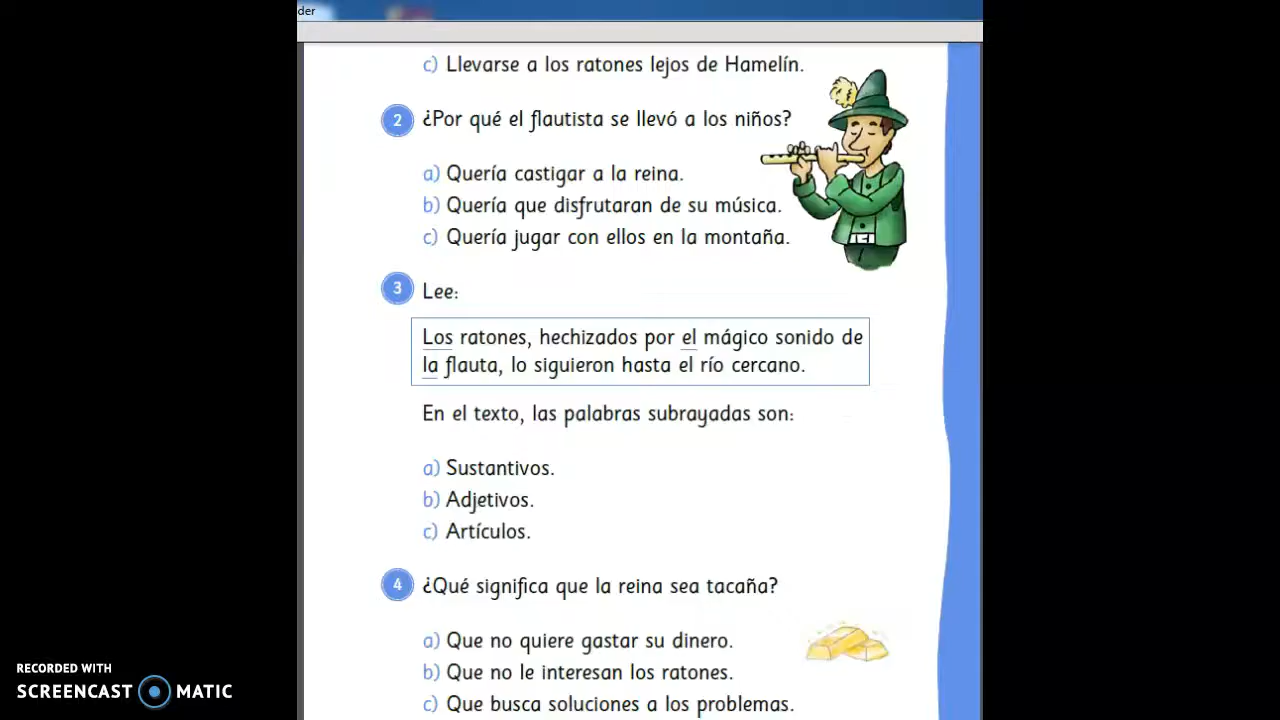 der
c) Llevarse a los ratones lejos de Hamelín.
2 ¿Por qué el flautista se llevó a los niños?
a) Quería castigar a la reina.
b) Quería que disfrutaran de su música.
c) Quería jugar con ellos en la montaña.
3 Lee:
Los ratones, hechizados por el mágico sonido de
la flauta, lo siguieron hasta el río cercano.
En el texto, las palabras subrayadas son:
a) Sustantivos.
b) Adjetivos.
c) Artículos.
4 ¿Qué significa que la reina sea tacaña?
a) Que no quiere gastar su dinero.
b) Que no le interesan los ratones.
c) Que busca soluciones a los problemas.
RECORDED WITH
SCREENCAST MATIC